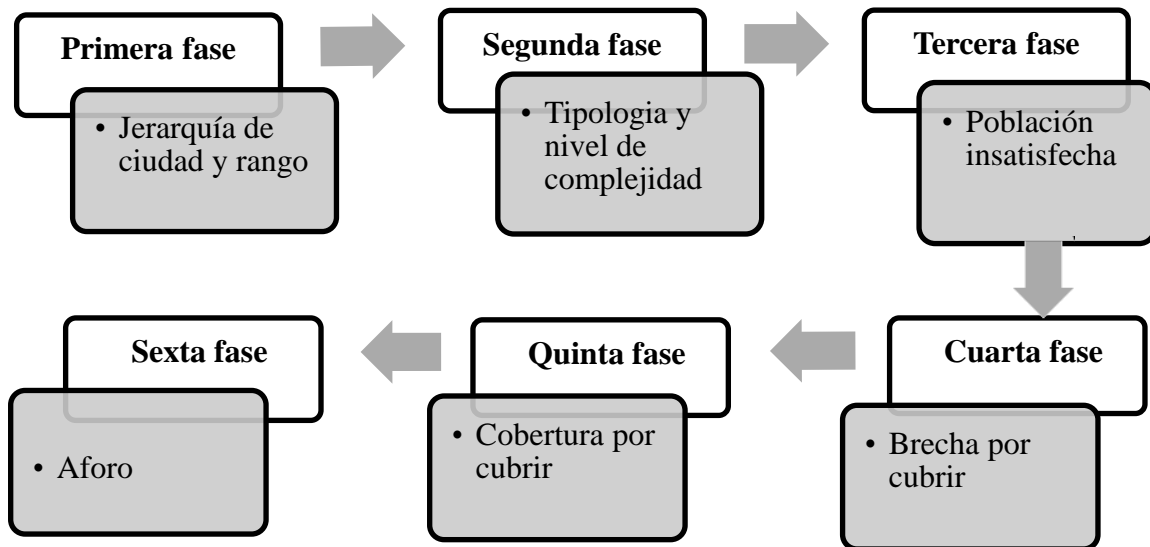 Primera fase
• Jerarquía de
ciudad y rango
Segunda fase
• Tipologia y
nivel de
complejidad
Tercera fase
• Población
insatisfecha
Cuarta fase
• Brecha por
cubrir
Quinta fase
• Cobertura por
cubrir
Sexta fase
• Aforo